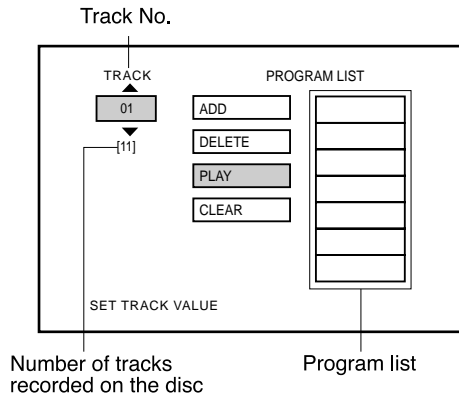 Track No.
TRACK
PROGRAM LIST
01
ADD
DELETE
[11]
PLAY
CLEAR
SET TRACK VALUE
Number of tracks
recorded on the disc
Program list